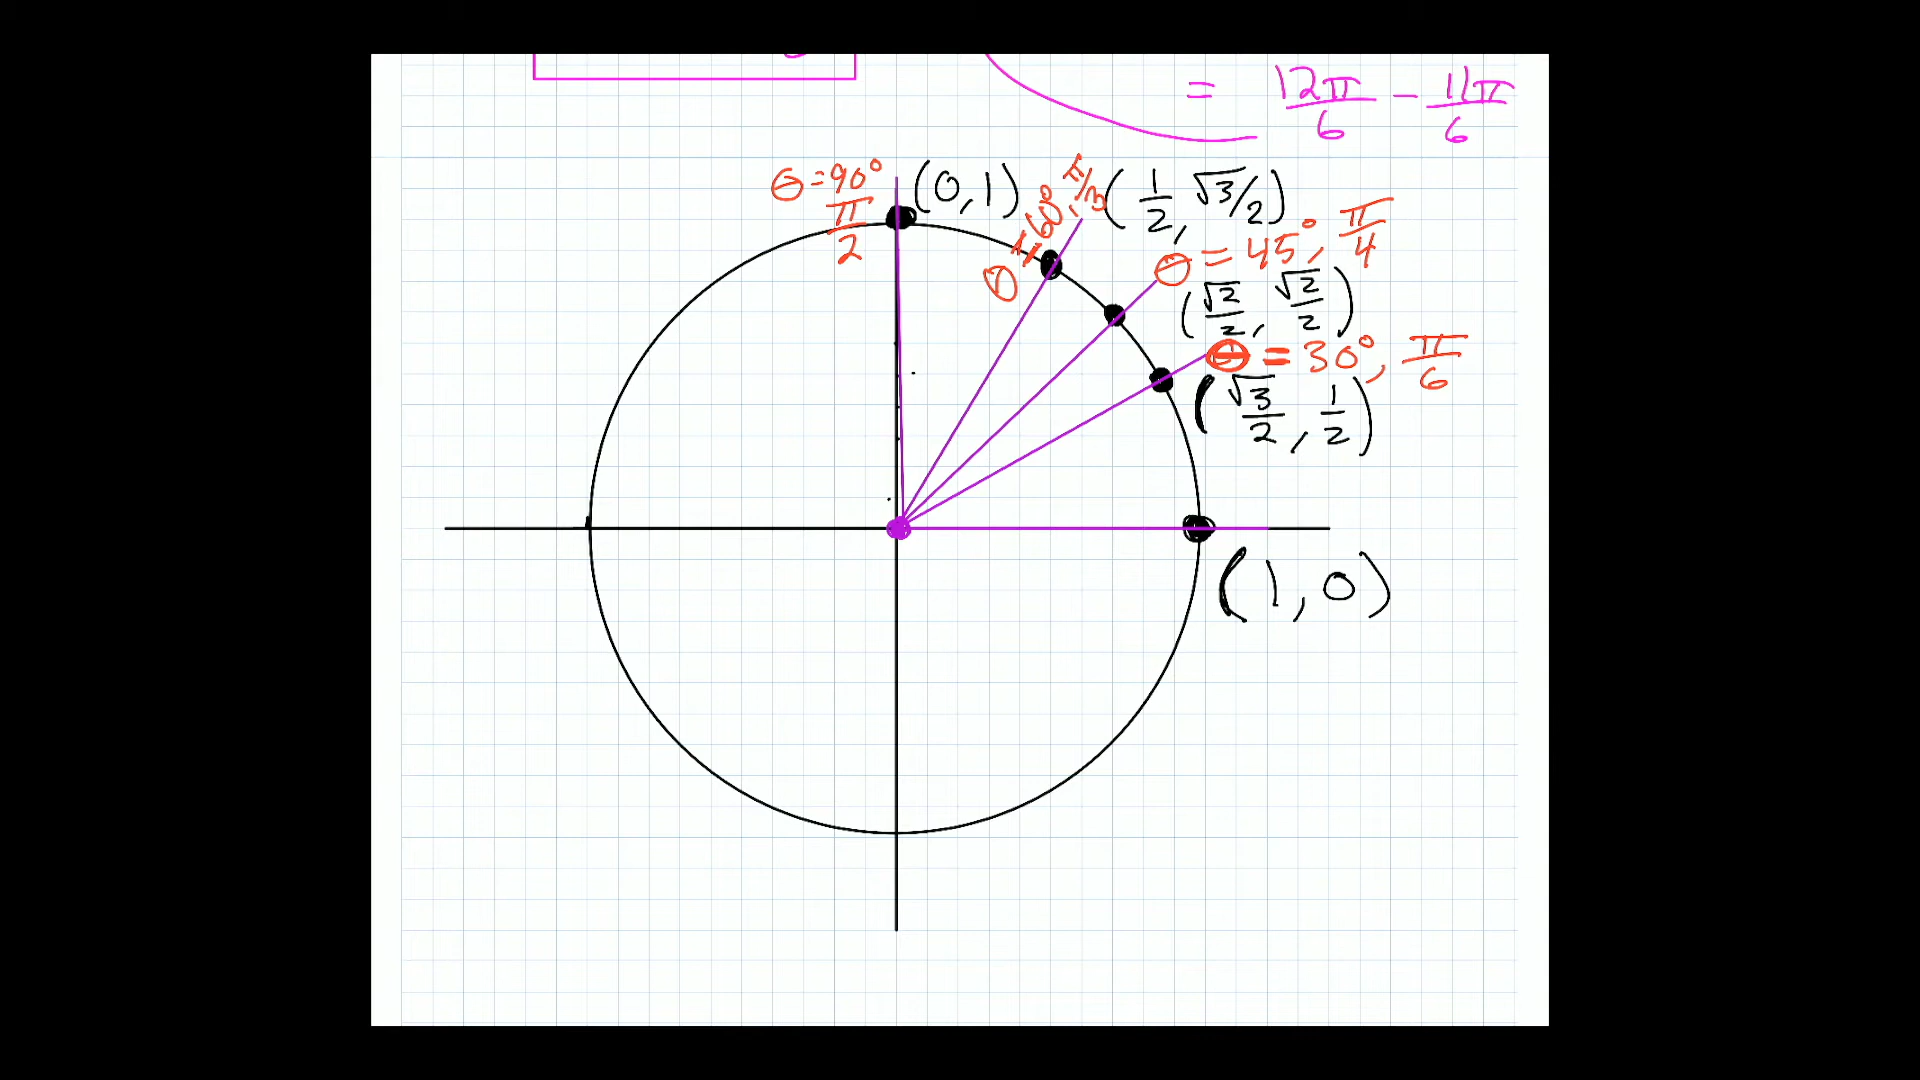 = 12π/6 − 11π/6
θ=90°
π/2
(0,1)
θ=60°, π/3
(1/2, √3/2)
θ = 45°, π/4
(√2/2, √2/2)
θ = 30°, π/6
(√3/2, 1/2)
(1,0)